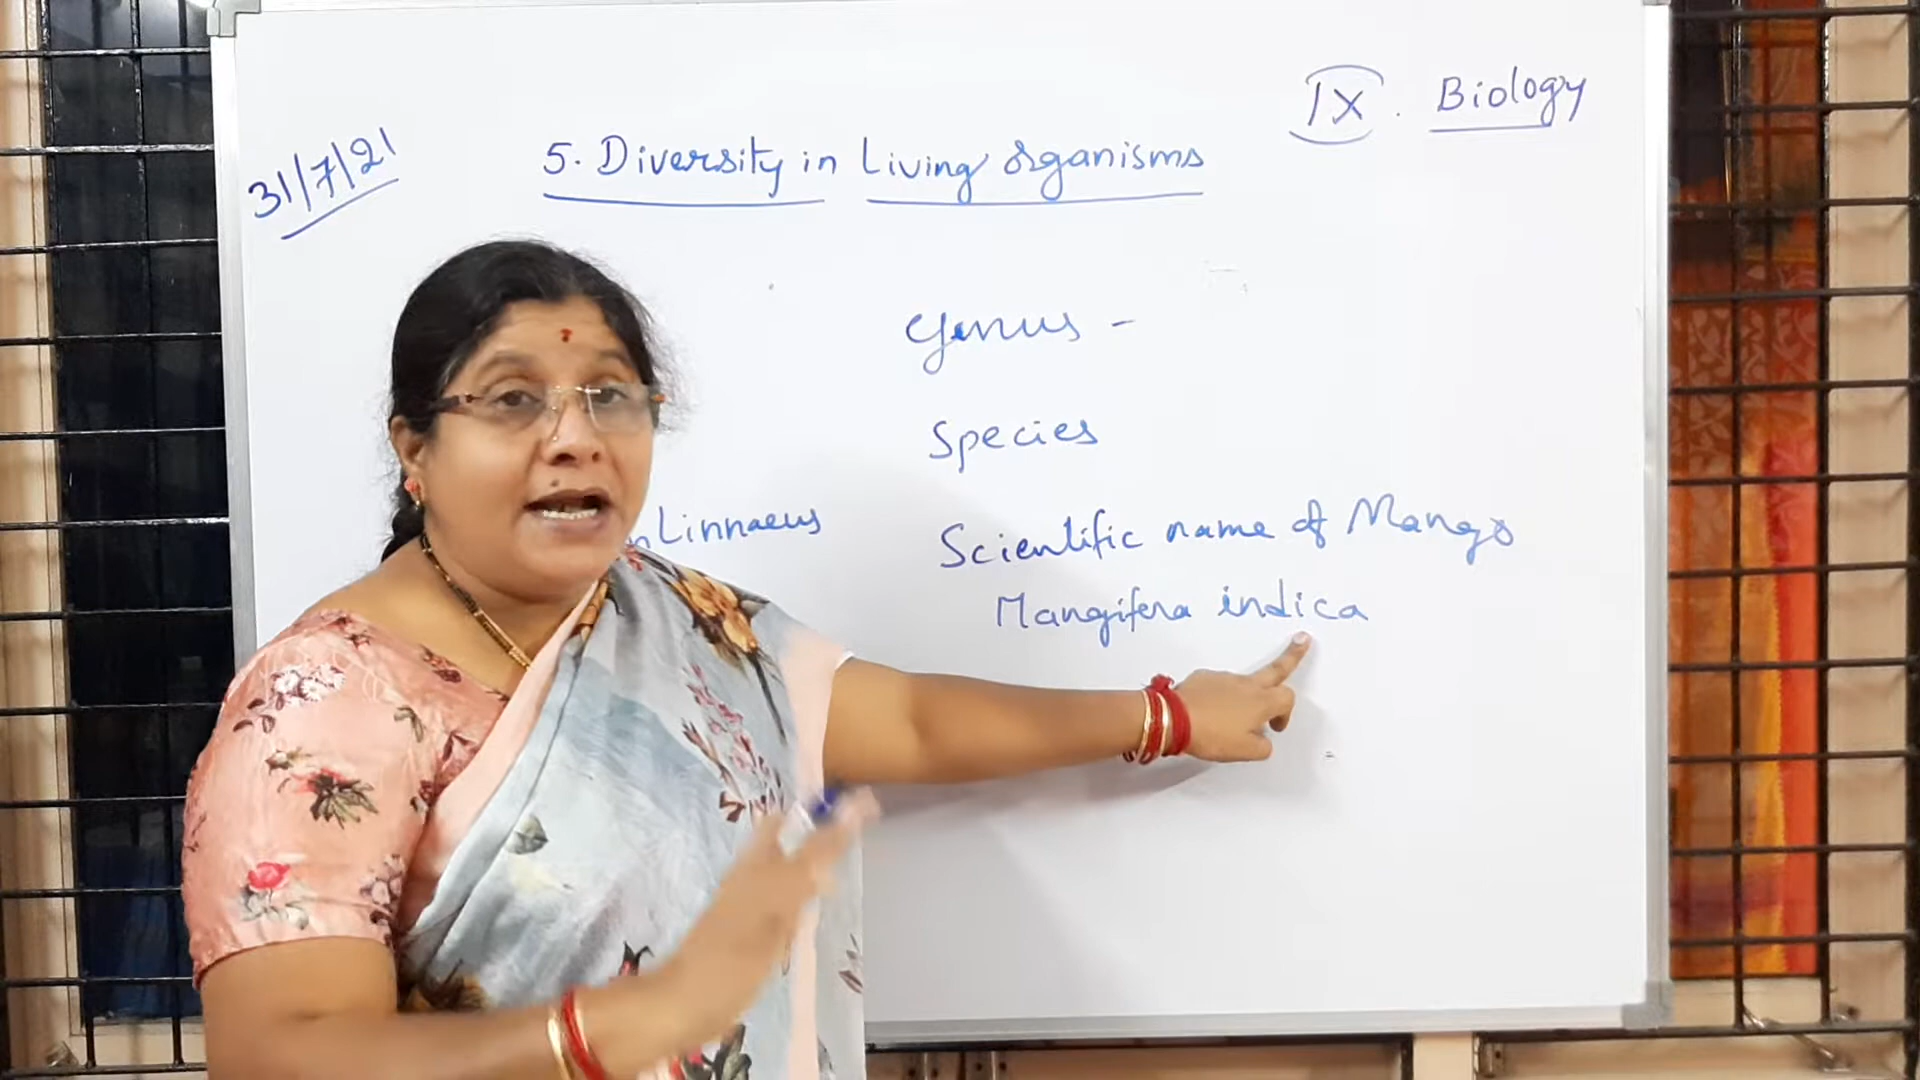 IX. Biology
31/7/21
5. Diversity in Living organisms
Genus -
Species
Linnaeus
Scientific name of Mango
Mangifera indica